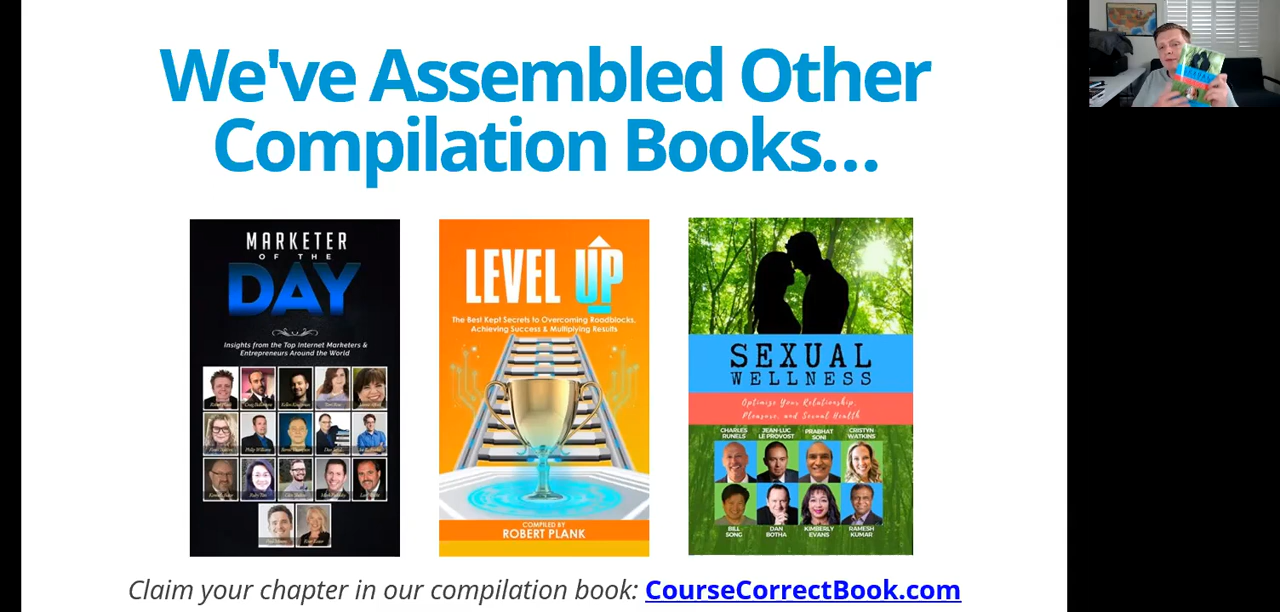 We've Assembled Other
Compilation Books...
MARKETER
OF THE
DAY
Insights from the Top Internet Marketers &
Entrepreneurs Around the World
LEVEL UP
The Best Kept Secrets to Overcoming Roadblocks,
Achieving Success & Multiplying Results
COMPILED BY
ROBERT PLANK
SEXUAL
WELLNESS
Optimize Your Relationship,
Pleasure, and Sexual Health
CHARLES RUNELS
JEAN-LUC LE PROVOST
PRABHAT SONI
CRISTYN WATKINS
BILL SONG
DAN BOTHA
KIMBERLY EVANS
RAMESH KUMAR
Claim your chapter in our compilation book: CourseCorrectBook.com